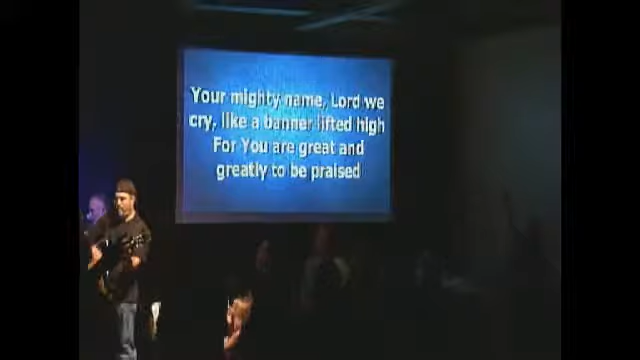 Your mighty name, Lord we
cry, like a banner lifted high
For You are great and
greatly to be praised